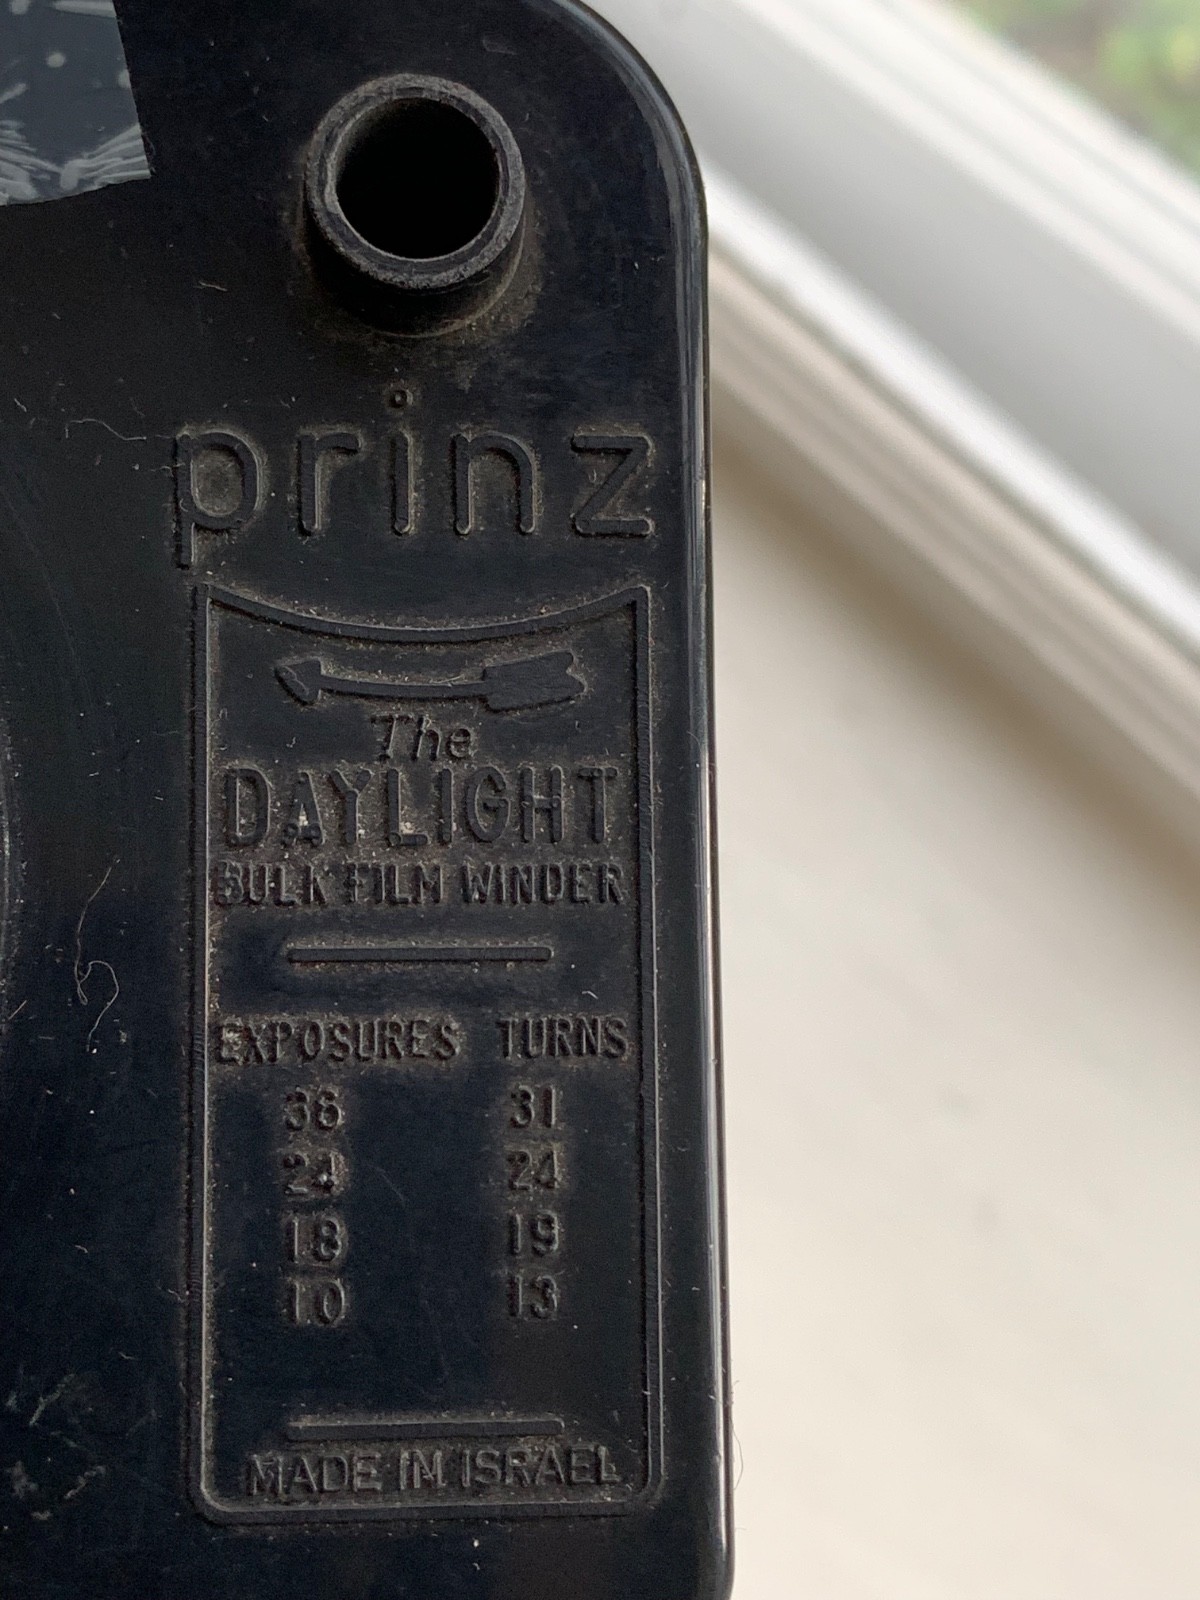 prinz
The
DAYLIGHT
BULK FILM WINDER
EXPOSURES TURNS
36 31
24 24
18 19
10 13
MADE IN ISRAEL